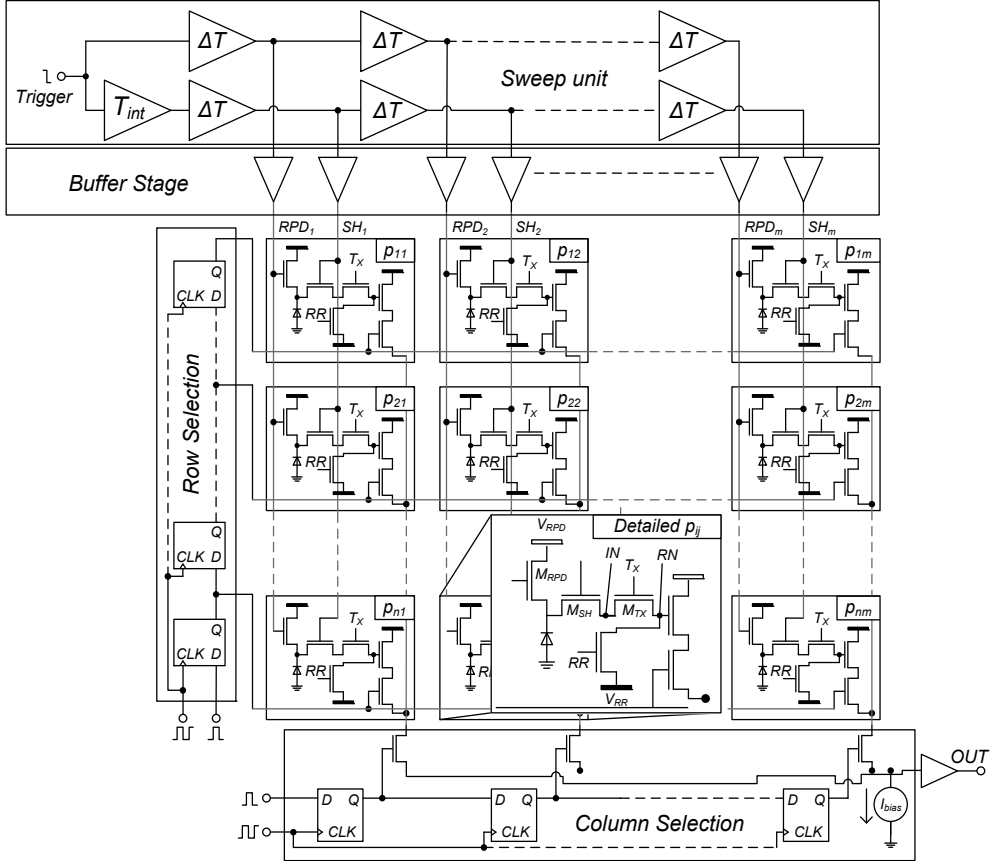 ΔT ΔT ΔT
Trigger
Sweep unit
T_int ΔT ΔT ΔT
Buffer Stage
RPD_1 SH_1 RPD_2 SH_2 RPD_m SH_m
Row Selection
Q
CLK D
p_11 T_X RR
p_12 T_X RR
p_1m T_X RR
p_21 T_X RR
p_22 T_X RR
p_2m T_X RR
Q
CLK D
Q
CLK D
Detailed p_ij
V_RPD
IN T_X RN
M_RPD
M_SH M_TX
RR
V_RR
p_n1 T_X RR
p_nm T_X RR
OUT
D Q
CLK
D Q
CLK
D Q
CLK
I_bias
Column Selection